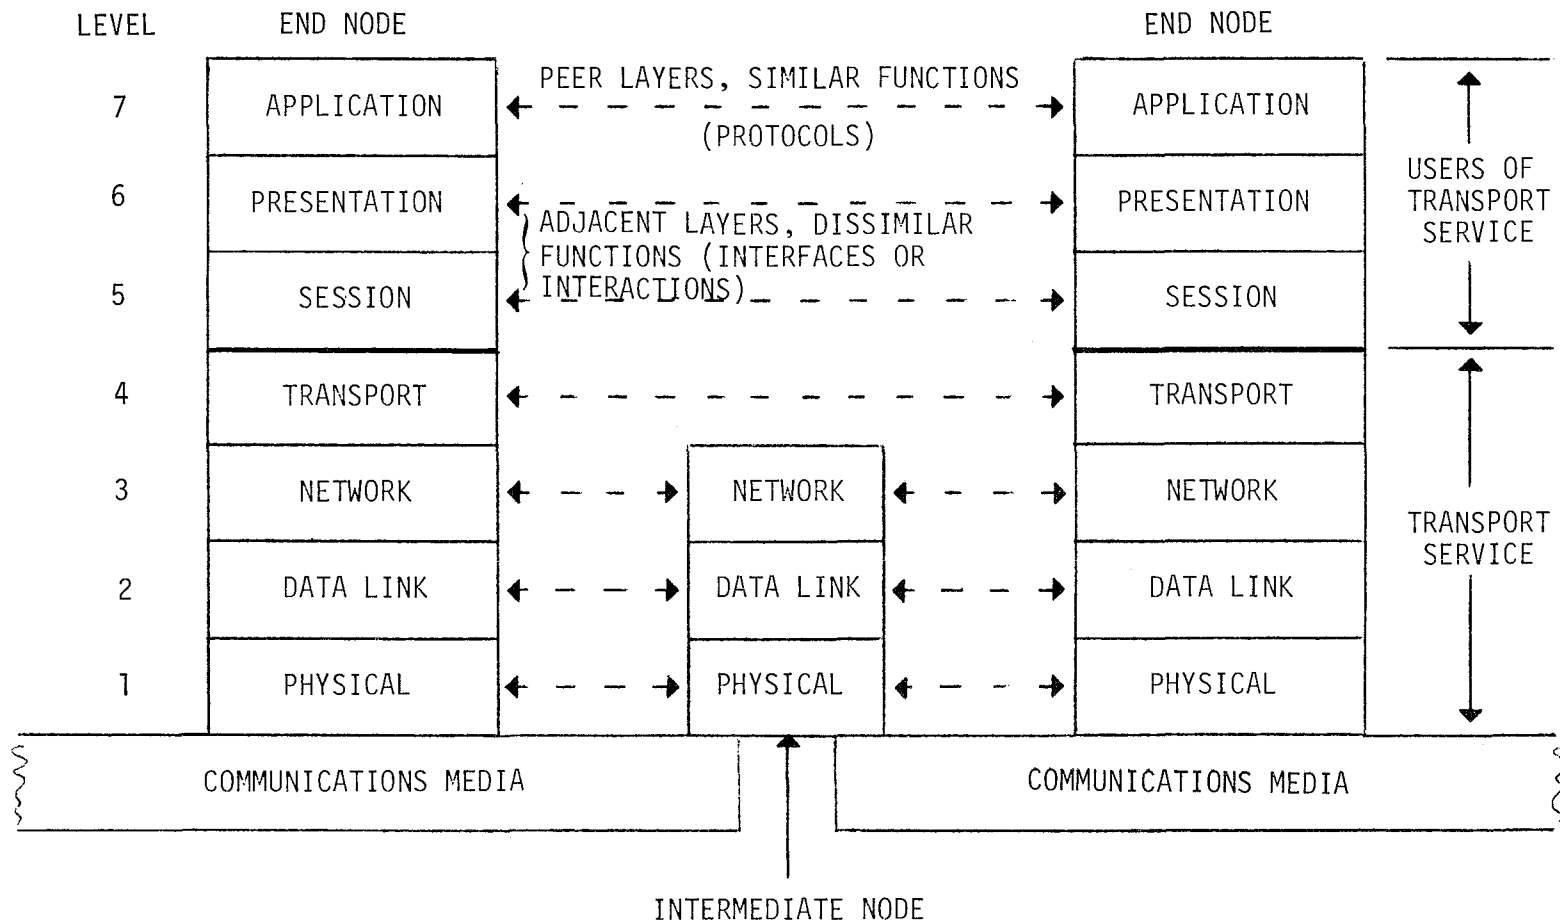 LEVEL END NODE END NODE
PEER LAYERS, SIMILAR FUNCTIONS
7 APPLICATION APPLICATION
(PROTOCOLS)
6 PRESENTATION PRESENTATION
USERS OF
TRANSPORT
SERVICE
ADJACENT LAYERS, DISSIMILAR
FUNCTIONS (INTERFACES OR
INTERACTIONS)
5 SESSION SESSION
4 TRANSPORT TRANSPORT
3 NETWORK NETWORK NETWORK
TRANSPORT
SERVICE
2 DATA LINK DATA LINK DATA LINK
1 PHYSICAL PHYSICAL PHYSICAL
COMMUNICATIONS MEDIA COMMUNICATIONS MEDIA
INTERMEDIATE NODE